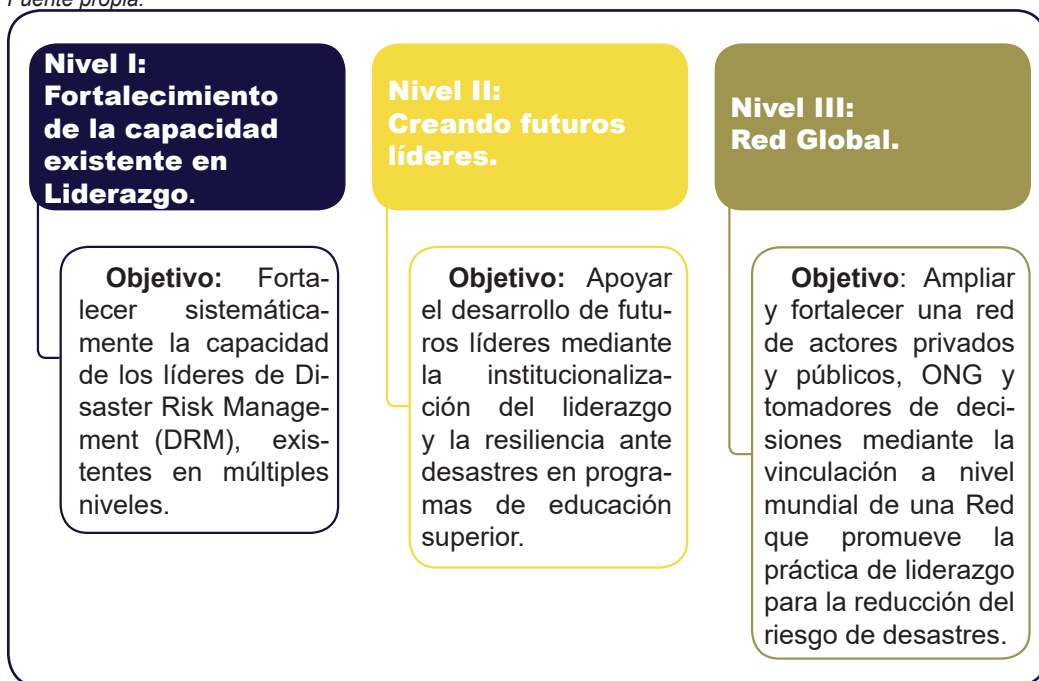 Fuente propia.
Nivel I:
Fortalecimiento
de la capacidad
existente en
Liderazgo.
Objetivo: Forta-
lecer sistemática-
mente la capacidad
de los líderes de Di-
saster Risk Manage-
ment (DRM), exis-
tentes en múltiples
niveles.
Nivel II:
Creando futuros
líderes.
Objetivo: Apoyar
el desarrollo de futu-
ros líderes mediante
la institucionaliza-
ción del liderazgo
y la resiliencia ante
desastres en progra-
mas de educación
superior.
Nivel III:
Red Global.
Objetivo: Ampliar
y fortalecer una red
de actores privados
y públicos, ONG y
tomadores de deci-
siones mediante la
vinculación a nivel
mundial de una Red
que promueve la
práctica de liderazgo
para la reducción del
riesgo de desastres.